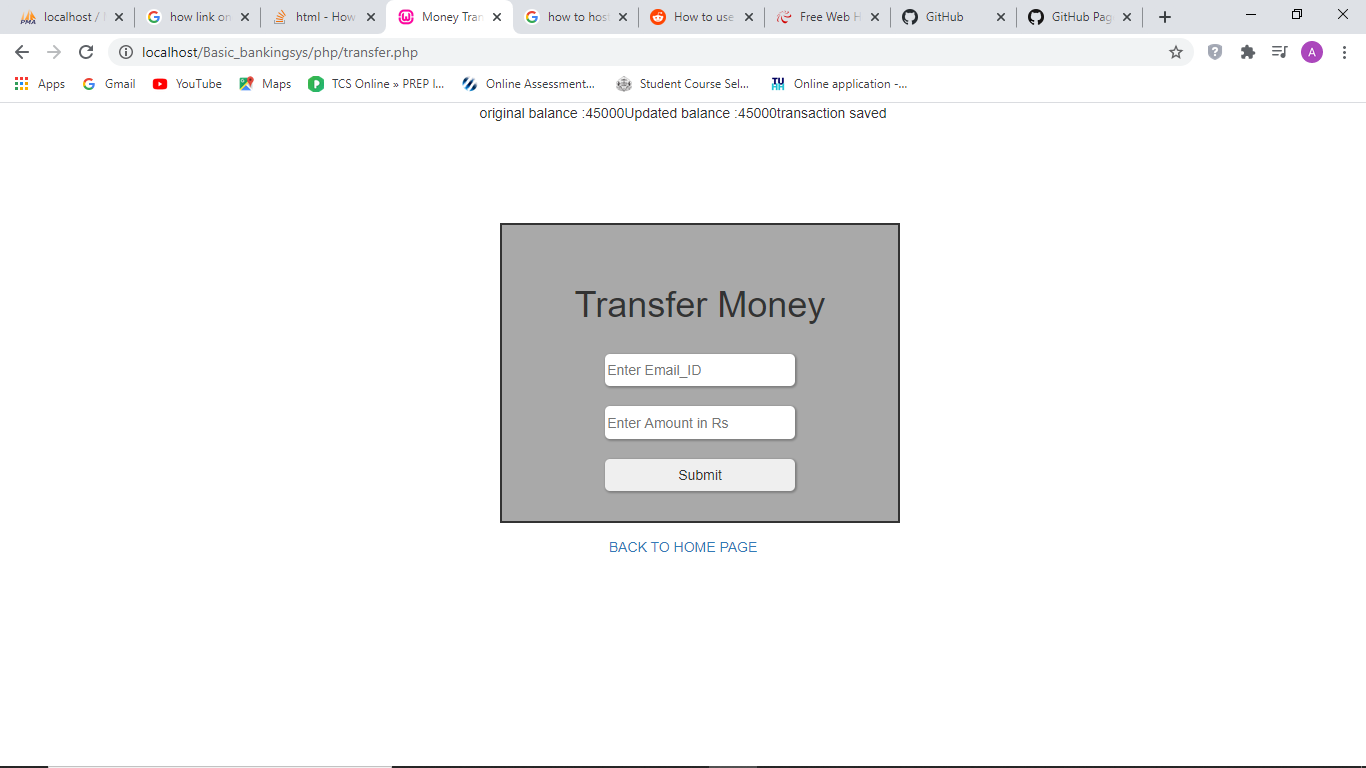 localhost / how link on html - How Money Tran how to host How to use Free Web H GitHub GitHub Pag
localhost/Basic_bankingsys/php/transfer.php A
Apps Gmail YouTube Maps TCS Online » PREP I... Online Assessment... Student Course Sel... Online application -...
original balance :45000Updated balance :45000transaction saved
Transfer Money
Enter Email_ID
Enter Amount in Rs
Submit
BACK TO HOME PAGE